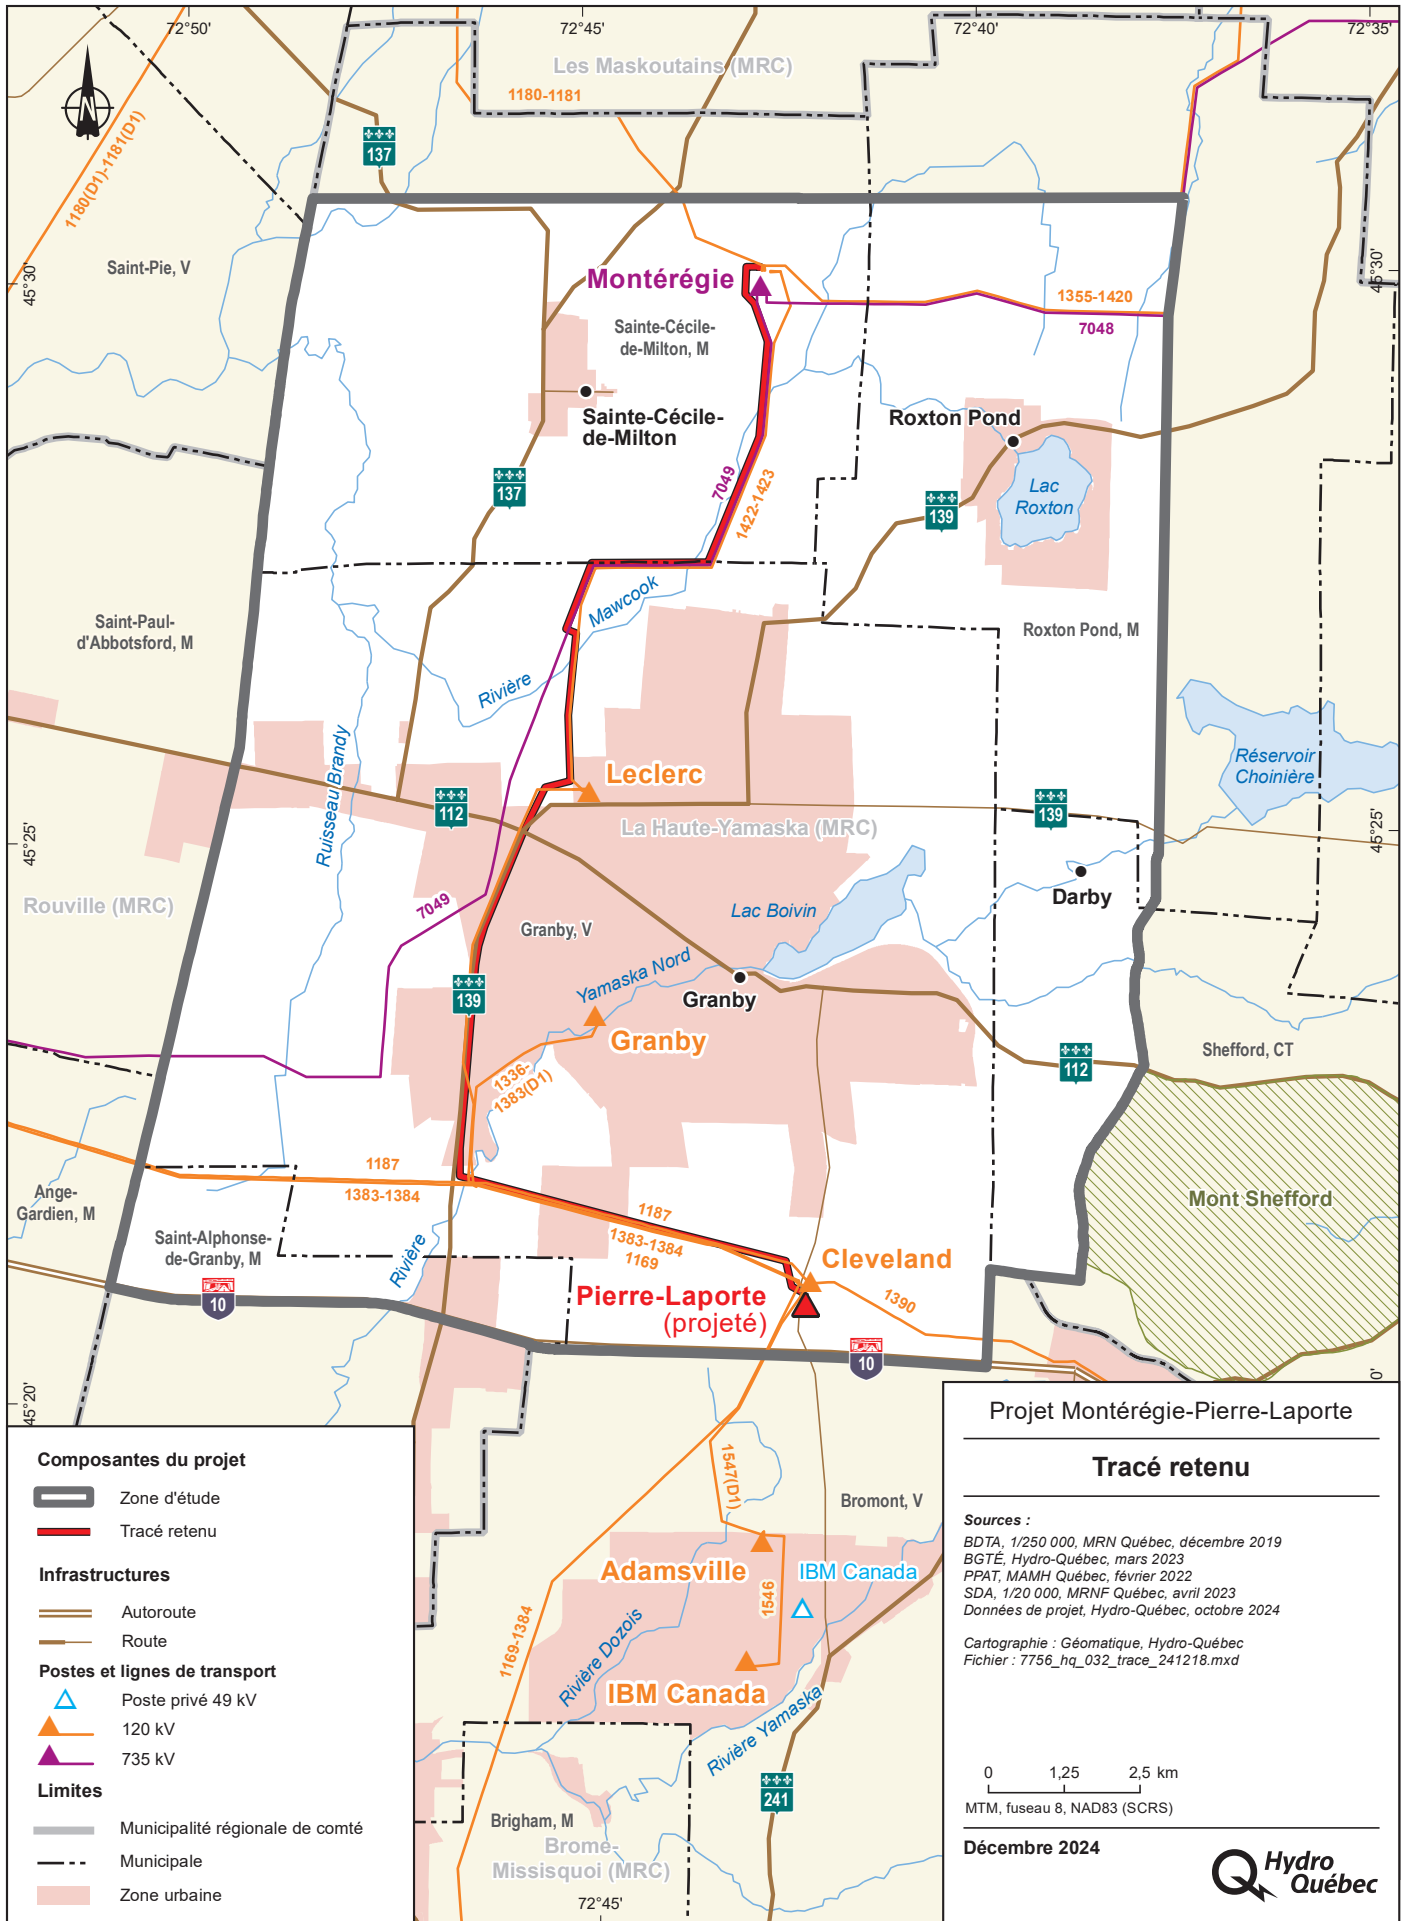 72°50'
72°45'
72°40'
72°35'
Les Maskoutains (MRC)
1180-1181
N
137
1180(D1)-1181(D1)
Saint-Pie, V
45°30'
45°30'
Montérégie
1355-1420
7048
Sainte-Cécile-
de-Milton, M
Sainte-Cécile-
de-Milton
Roxton Pond
137
7049
1422-1423
139
Lac
Roxton
Mawcook
Saint-Paul-
d'Abbotsford, M
Roxton Pond, M
Rivière
Ruisseau Brandy
Réservoir
Choinière
Leclerc
112
La Haute-Yamaska (MRC)
139
45°25'
45°25'
Darby
Rouville (MRC)
7049
Lac Boivin
Granby, V
Yamaska Nord
139
Granby
Granby
Shefford, CT
112
1336-
1383(D1)
1187
1383-1384
Ange-
Gardien, M
Mont Shefford
1187
1383-1384
1169
Saint-Alphonse-
de-Granby, M
Rivière
Cleveland
10
Pierre-Laporte
(projeté)
1390
10
45°20'
0'
Projet Montérégie-Pierre-Laporte
Tracé retenu
Sources :
BDTA, 1/250 000, MRN Québec, décembre 2019
BGTÉ, Hydro-Québec, mars 2023
PPAT, MAMH Québec, février 2022
SDA, 1/20 000, MRNF Québec, avril 2023
Données de projet, Hydro-Québec, octobre 2024
Cartographie : Géomatique, Hydro-Québec
Fichier : 7756_hq_032_trace_241218.mxd
0 1,25 2,5 km
MTM, fuseau 8, NAD83 (SCRS)
Décembre 2024
Hydro
Québec
Composantes du projet
Zone d'étude
Tracé retenu
Infrastructures
Autoroute
Route
Postes et lignes de transport
Poste privé 49 kV
120 kV
735 kV
Limites
Municipalité régionale de comté
Municipale
Zone urbaine
1547(D1)
Bromont, V
Adamsville
IBM Canada
1546
1169-1384
Rivière Dozois
IBM Canada
Rivière Yamaska
241
Brigham, M
Brome-
Missisquoi (MRC)
72°45'